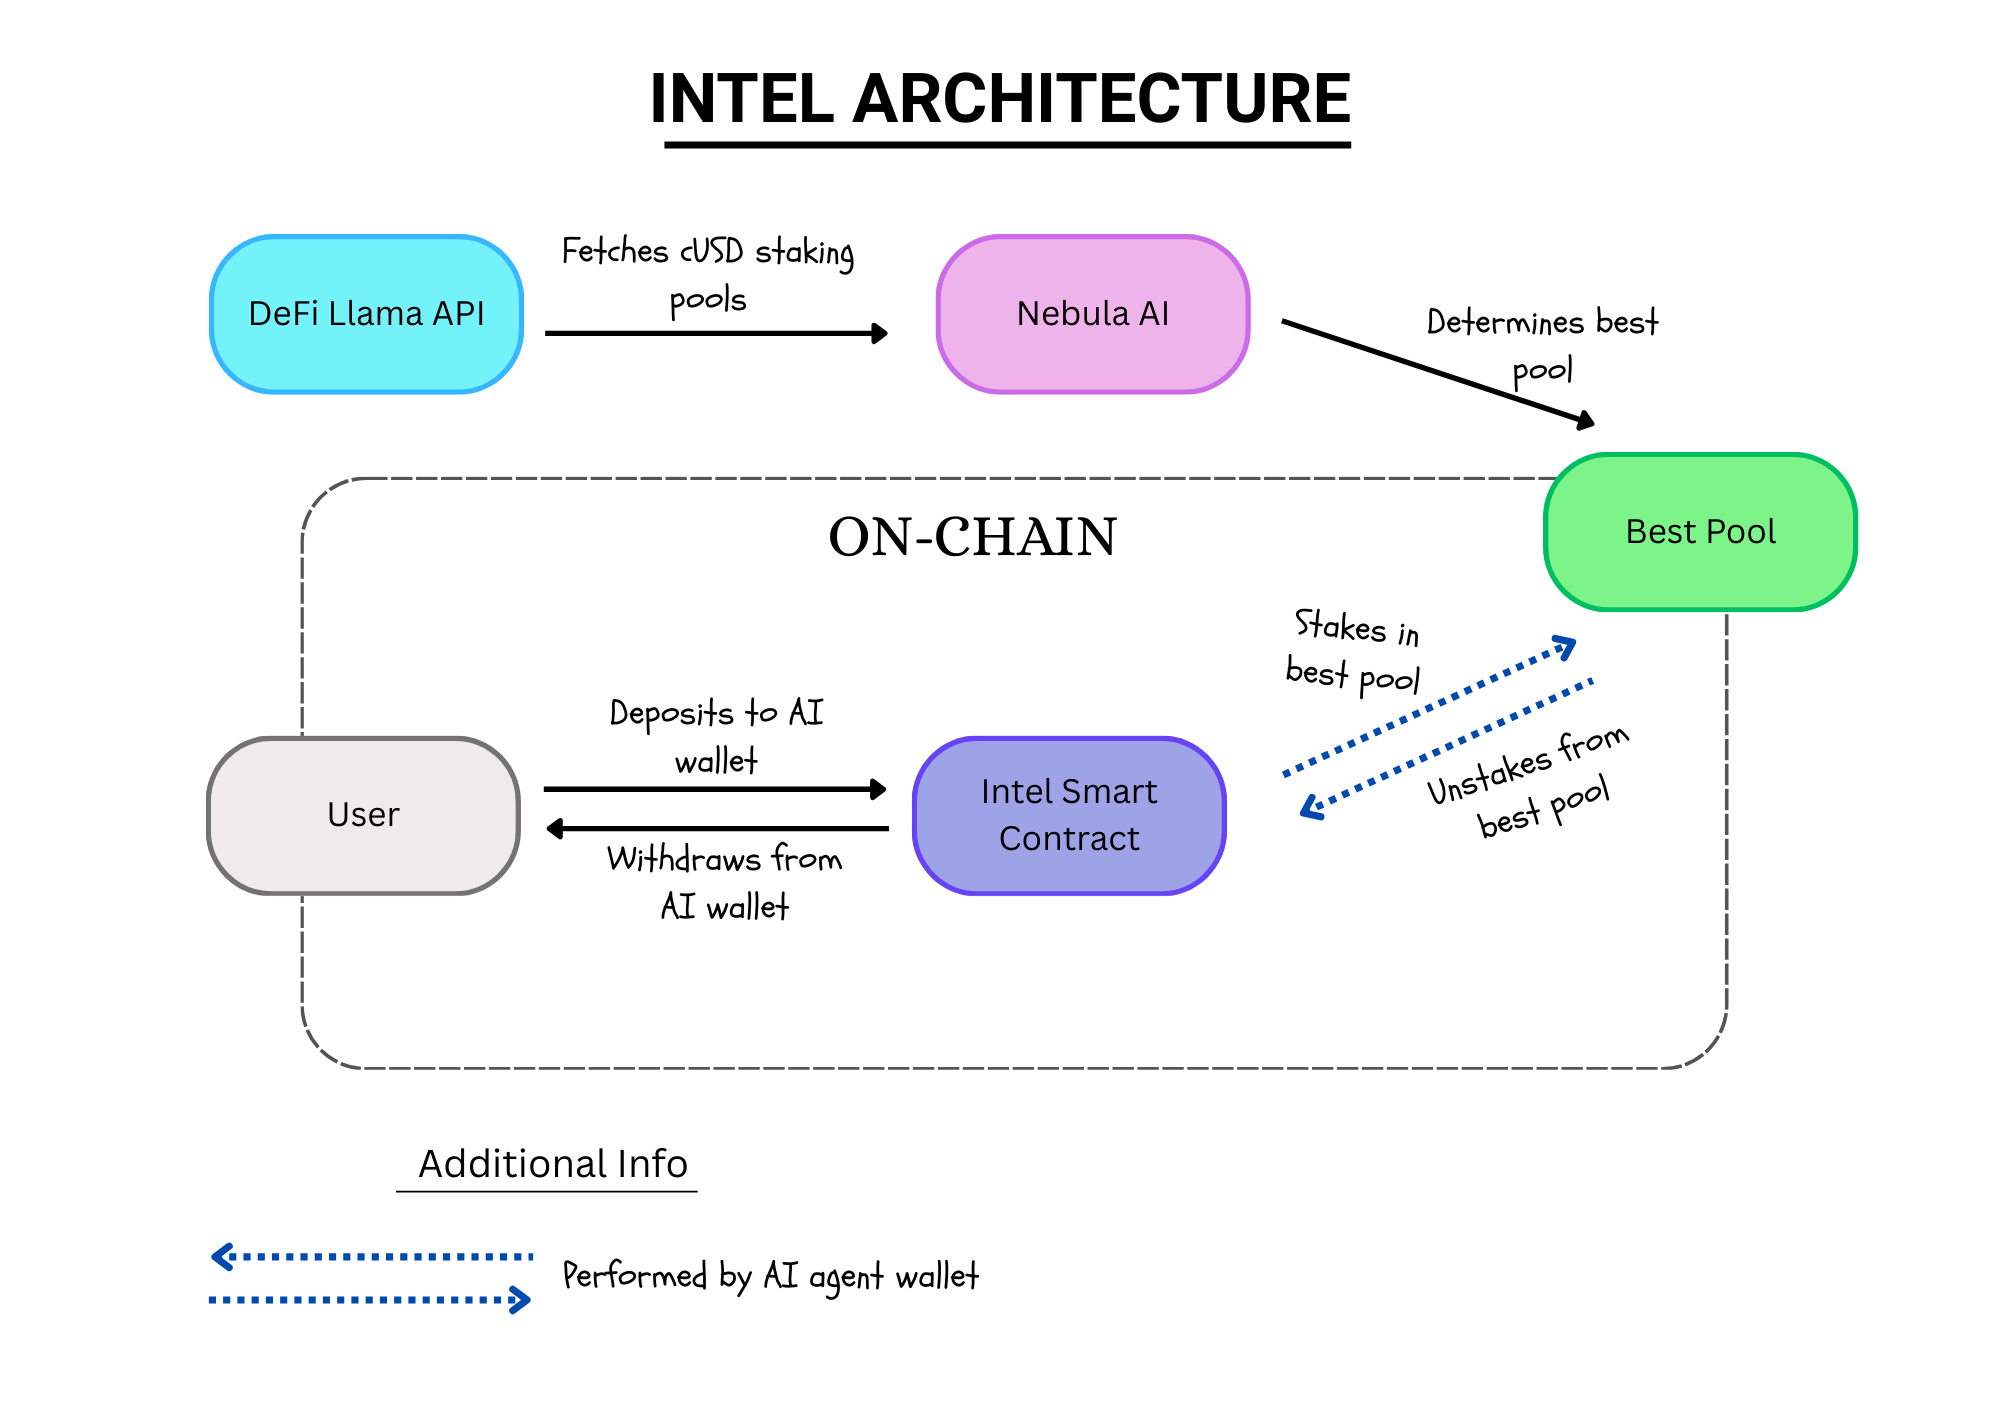 INTEL ARCHITECTURE
Fetches cUSD staking
pools
DeFi Llama API
Nebula AI
Determines best
pool
ON-CHAIN
Best Pool
Stakes in
best pool
Deposits to AI
wallet
Unstakes from
best pool
User
Intel Smart
Contract
Withdraws from
AI wallet
Additional Info
Performed by AI agent wallet